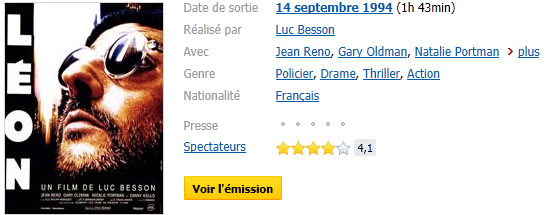 LÉON
UN FILM DE LUC BESSON
JEAN RENO, GARY OLDMAN, NATALIE PORTMAN, DANNY AIELLO
Date de sortie 14 septembre 1994 (1h 43min)
Réalisé par Luc Besson
Avec Jean Reno, Gary Oldman, Natalie Portman > plus
Genre Policier, Drame, Thriller, Action
Nationalité Français
Presse
Spectateurs 4,1
Voir l'émission